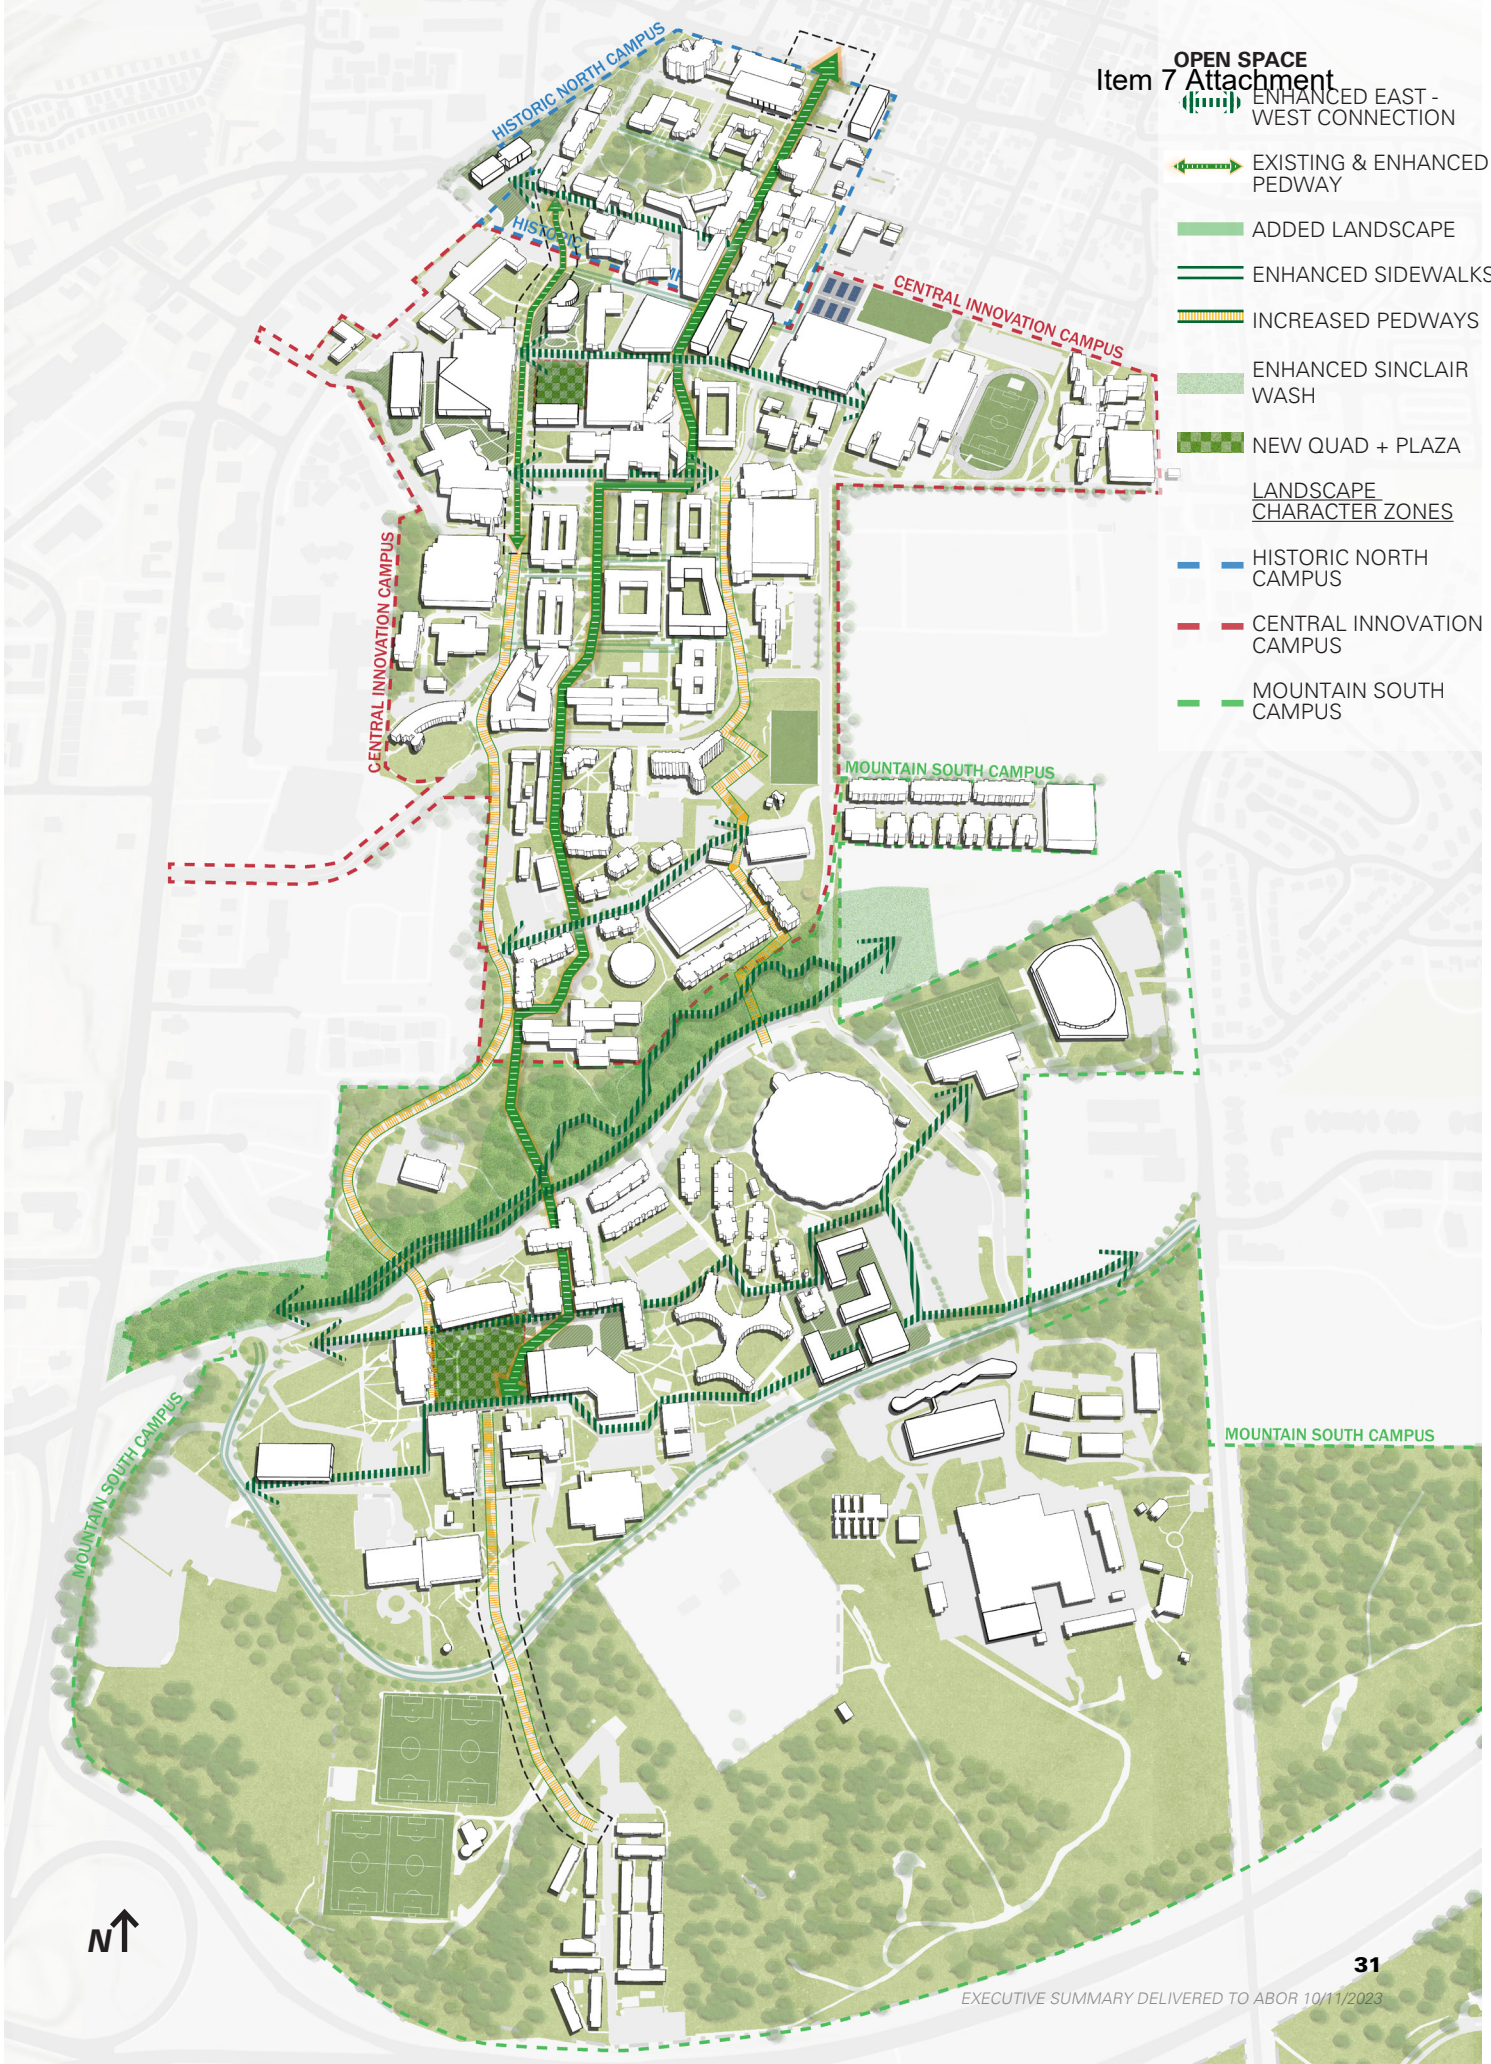 OPEN SPACE
Item 7 Attachment
ENHANCED EAST -
WEST CONNECTION
EXISTING & ENHANCED
PEDWAY
ADDED LANDSCAPE
ENHANCED SIDEWALKS
INCREASED PEDWAYS
ENHANCED SINCLAIR
WASH
NEW QUAD + PLAZA
LANDSCAPE
CHARACTER ZONES
HISTORIC NORTH
CAMPUS
CENTRAL INNOVATION
CAMPUS
MOUNTAIN SOUTH
CAMPUS
HISTORIC NORTH CAMPUS
HISTORIC
CENTRAL INNOVATION CAMPUS
CENTRAL INNOVATION CAMPUS
MOUNTAIN SOUTH CAMPUS
MOUNTAIN SOUTH CAMPUS
MOUNTAIN SOUTH CAMPUS
N
31
EXECUTIVE SUMMARY DELIVERED TO ABOR 10/11/2023